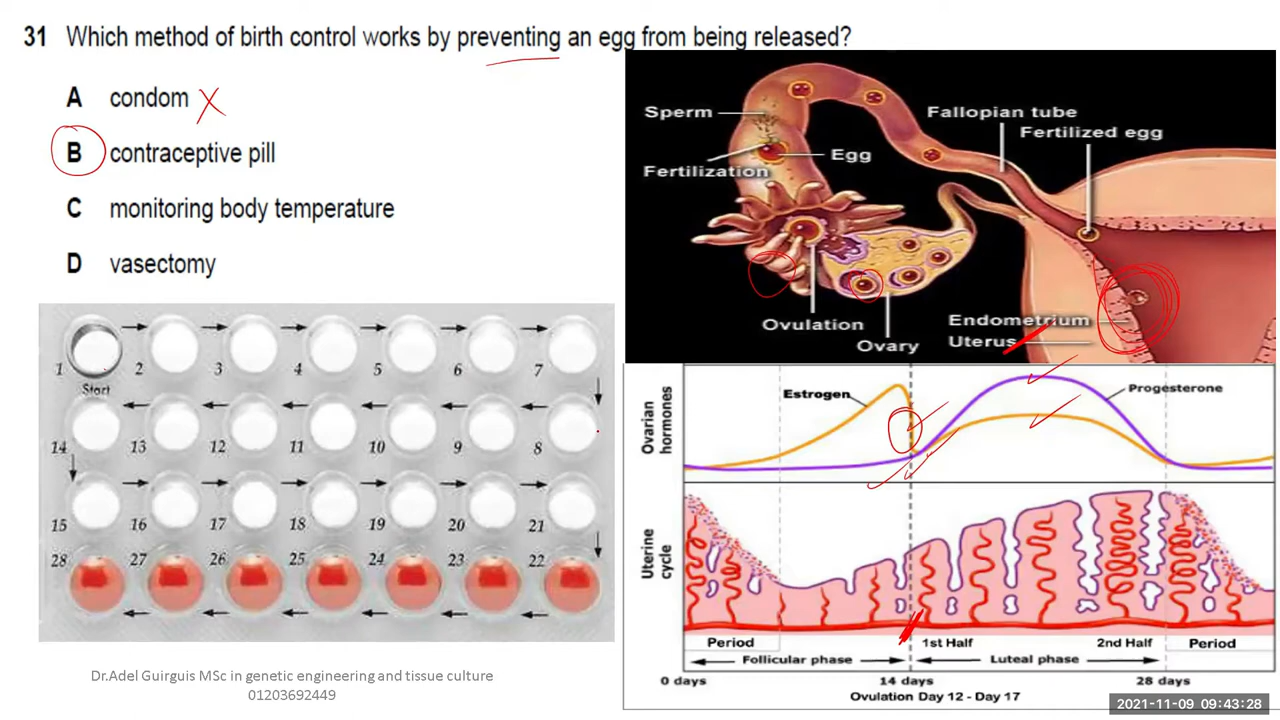 31 Which method of birth control works by preventing an egg from being released?
A condom
B contraceptive pill
C monitoring body temperature
D vasectomy
Sperm
Fallopian tube
Fertilized egg
Egg
Fertilization
Ovulation
Ovary
Endometrium
Uterus
1 2 3 4 5 6 7
Start
14 13 12 11 10 9 8
15 16 17 18 19 20 21
28 27 26 25 24 23 22
Ovarian
hormones
Estrogen
Progesterone
Uterine
cycle
Period 1st Half 2nd Half Period
Follicular phase Luteal phase
0 days 14 days 28 days
Ovulation Day 12 - Day 17
Dr.Adel Guirguis MSc in genetic engineering and tissue culture
01203692449
2021-11-09 09:43:28